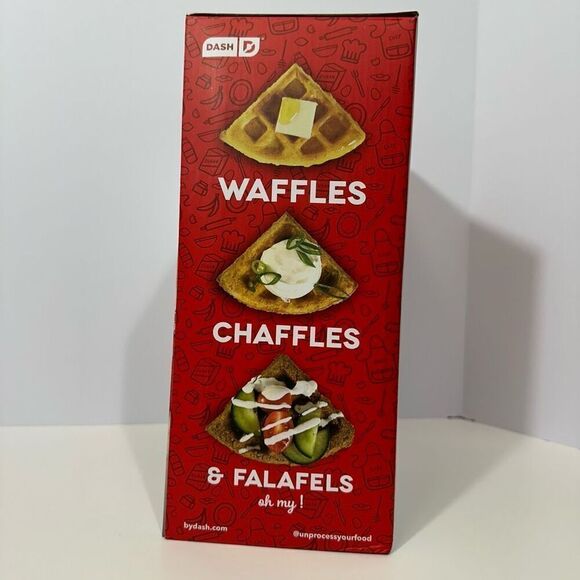 DASH
WAFFLES
CHAFFLES
& FALAFELS
oh my!
bydash.com
@unprocessyourfood